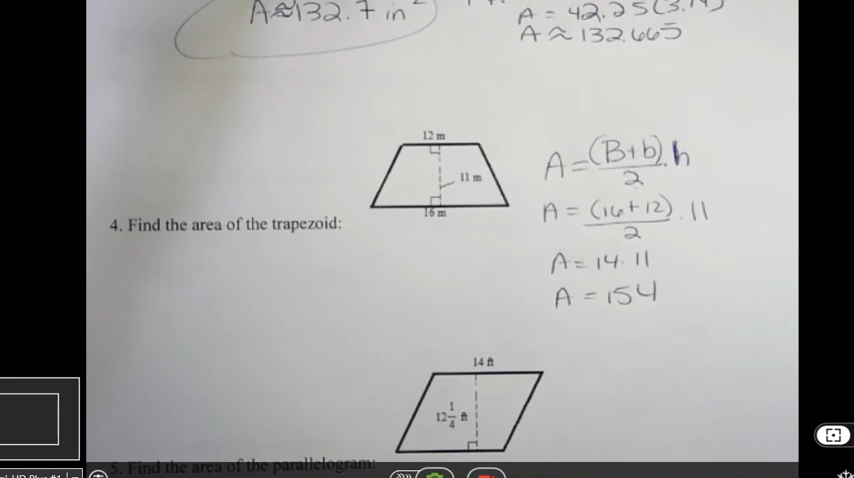 A≈132.7 in²
A = 42.25(3.14)
A ≈ 132.665
12 m
11 m
16 m
4. Find the area of the trapezoid:
A = (B+b)/2 · h
A = (16+12)/2 · 11
A = 14 · 11
A = 154
14 ft
12 1/4 ft
5. Find the area of the parallelogram: